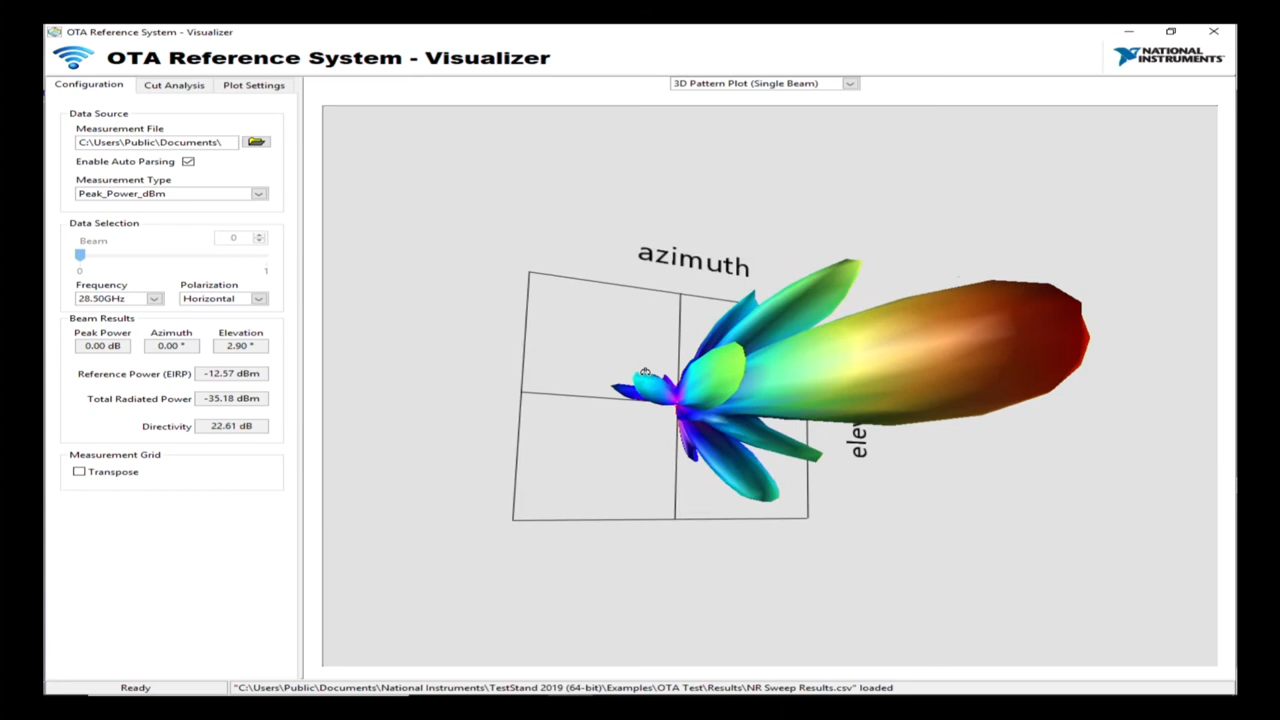 OTA Reference System - Visualizer
OTA Reference System - Visualizer
NATIONAL
INSTRUMENTS
Configuration
Cut Analysis
Plot Settings
3D Pattern Plot (Single Beam)
Data Source
Measurement File
C:\Users\Public\Documents\
Enable Auto Parsing
Measurement Type
Peak_Power_dBm
Data Selection
Beam
0
0
1
Frequency
Polarization
28.50GHz
Horizontal
Beam Results
Peak Power
Azimuth
Elevation
0.00 dB
0.00 °
2.90 °
Reference Power (EIRP)
-12.57 dBm
Total Radiated Power
-35.18 dBm
Directivity
22.61 dB
Measurement Grid
Transpose
azimuth
elev
Ready
"C:\Users\Public\Documents\National Instruments\TestStand 2019 (64-bit)\Examples\OTA Test\Results\NR Sweep Results.csv" loaded